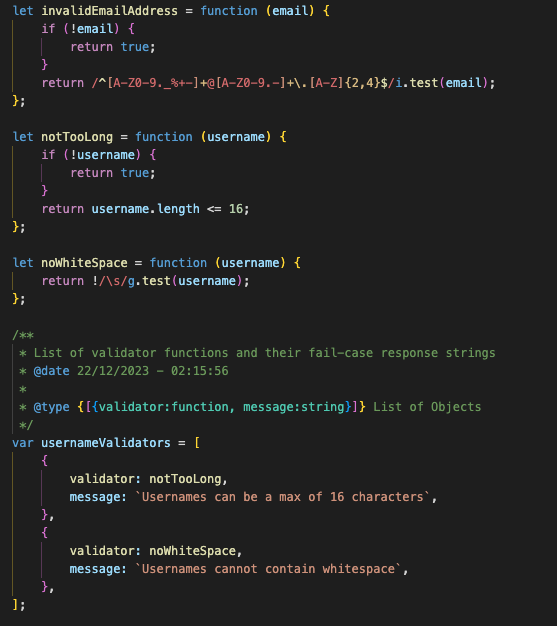 let invalidEmailAddress = function (email) {
    if (!email) {
        return true;
    }
    return /^[A-Z0-9._%+-]+@[A-Z0-9.-]+\.[A-Z]{2,4}$/i.test(email);
};

let notTooLong = function (username) {
    if (!username) {
        return true;
    }
    return username.length <= 16;
};

let noWhiteSpace = function (username) {
    return !/\s/g.test(username);
};

/**
 * List of validator functions and their fail-case response strings
 * @date 22/12/2023 - 02:15:56
 *
 * @type {[{validator:function, message:string}]} List of Objects
 */
var usernameValidators = [
    {
        validator: notTooLong,
        message: `Usernames can be a max of 16 characters`,
    },
    {
        validator: noWhiteSpace,
        message: `Usernames cannot contain whitespace`,
    },
];